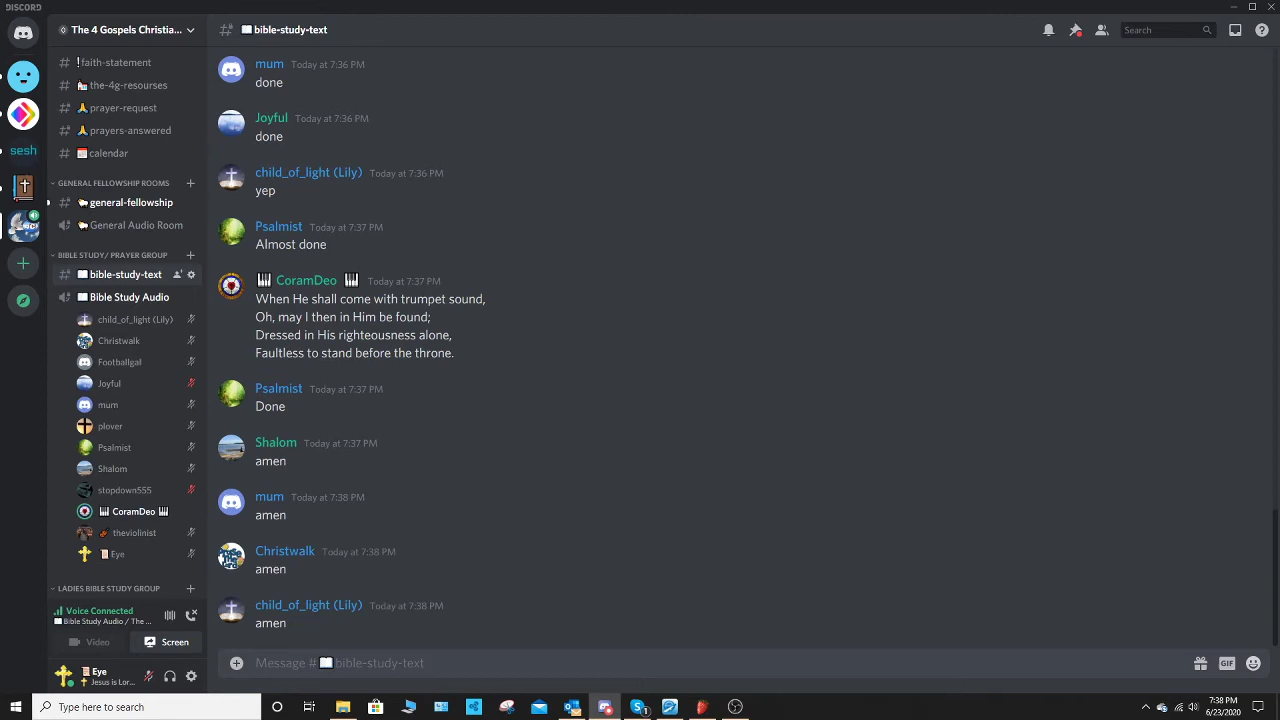 DISCORD
The 4 Gospels Christia...
bible-study-text
Search
faith-statement
the-4g-resourses
prayer-request
prayers-answered
calendar
GENERAL FELLOWSHIP ROOMS
general-fellowship
General Audio Room
BIBLE STUDY/ PRAYER GROUP
bible-study-text
Bible Study Audio
child_of_light (Lily)
Christwalk
Footballgal
Joyful
mum
plover
Psalmist
Shalom
stopdown555
CoramDeo
theviolinist
Eye
LADIES BIBLE STUDY GROUP
Voice Connected
Bible Study Audio / The ...
Video
Screen
Eye
Jesus is Lor...
sesh
mum Today at 7:36 PM
done
Joyful Today at 7:36 PM
done
child_of_light (Lily) Today at 7:36 PM
yep
Psalmist Today at 7:37 PM
Almost done
CoramDeo Today at 7:37 PM
When He shall come with trumpet sound,
Oh, may I then in Him be found;
Dressed in His righteousness alone,
Faultless to stand before the throne.
Psalmist Today at 7:37 PM
Done
Shalom Today at 7:37 PM
amen
mum Today at 7:38 PM
amen
Christwalk Today at 7:38 PM
amen
child_of_light (Lily) Today at 7:38 PM
amen
Message # bible-study-text
GIF
Type here to search
7:38 PM
6/23/2020